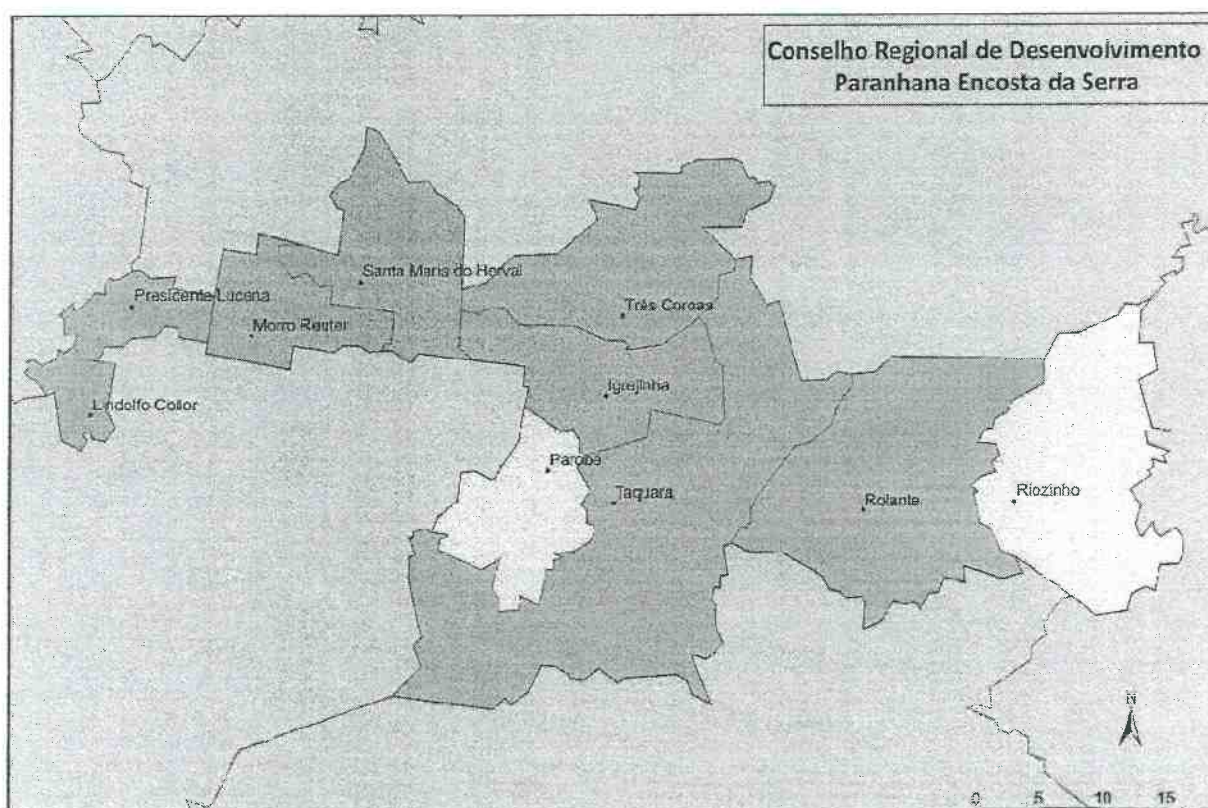 Conselho Regional de Desenvolvimento
Paranhana Encosta da Serra
Santa Maria do Herval
Presidente Lucena
Três Coroas
Morro Reuter
Igrejinha
Lindolfo Collor
Parobé
Taquara
Rolante
Riozinho
N
0 5 10 15